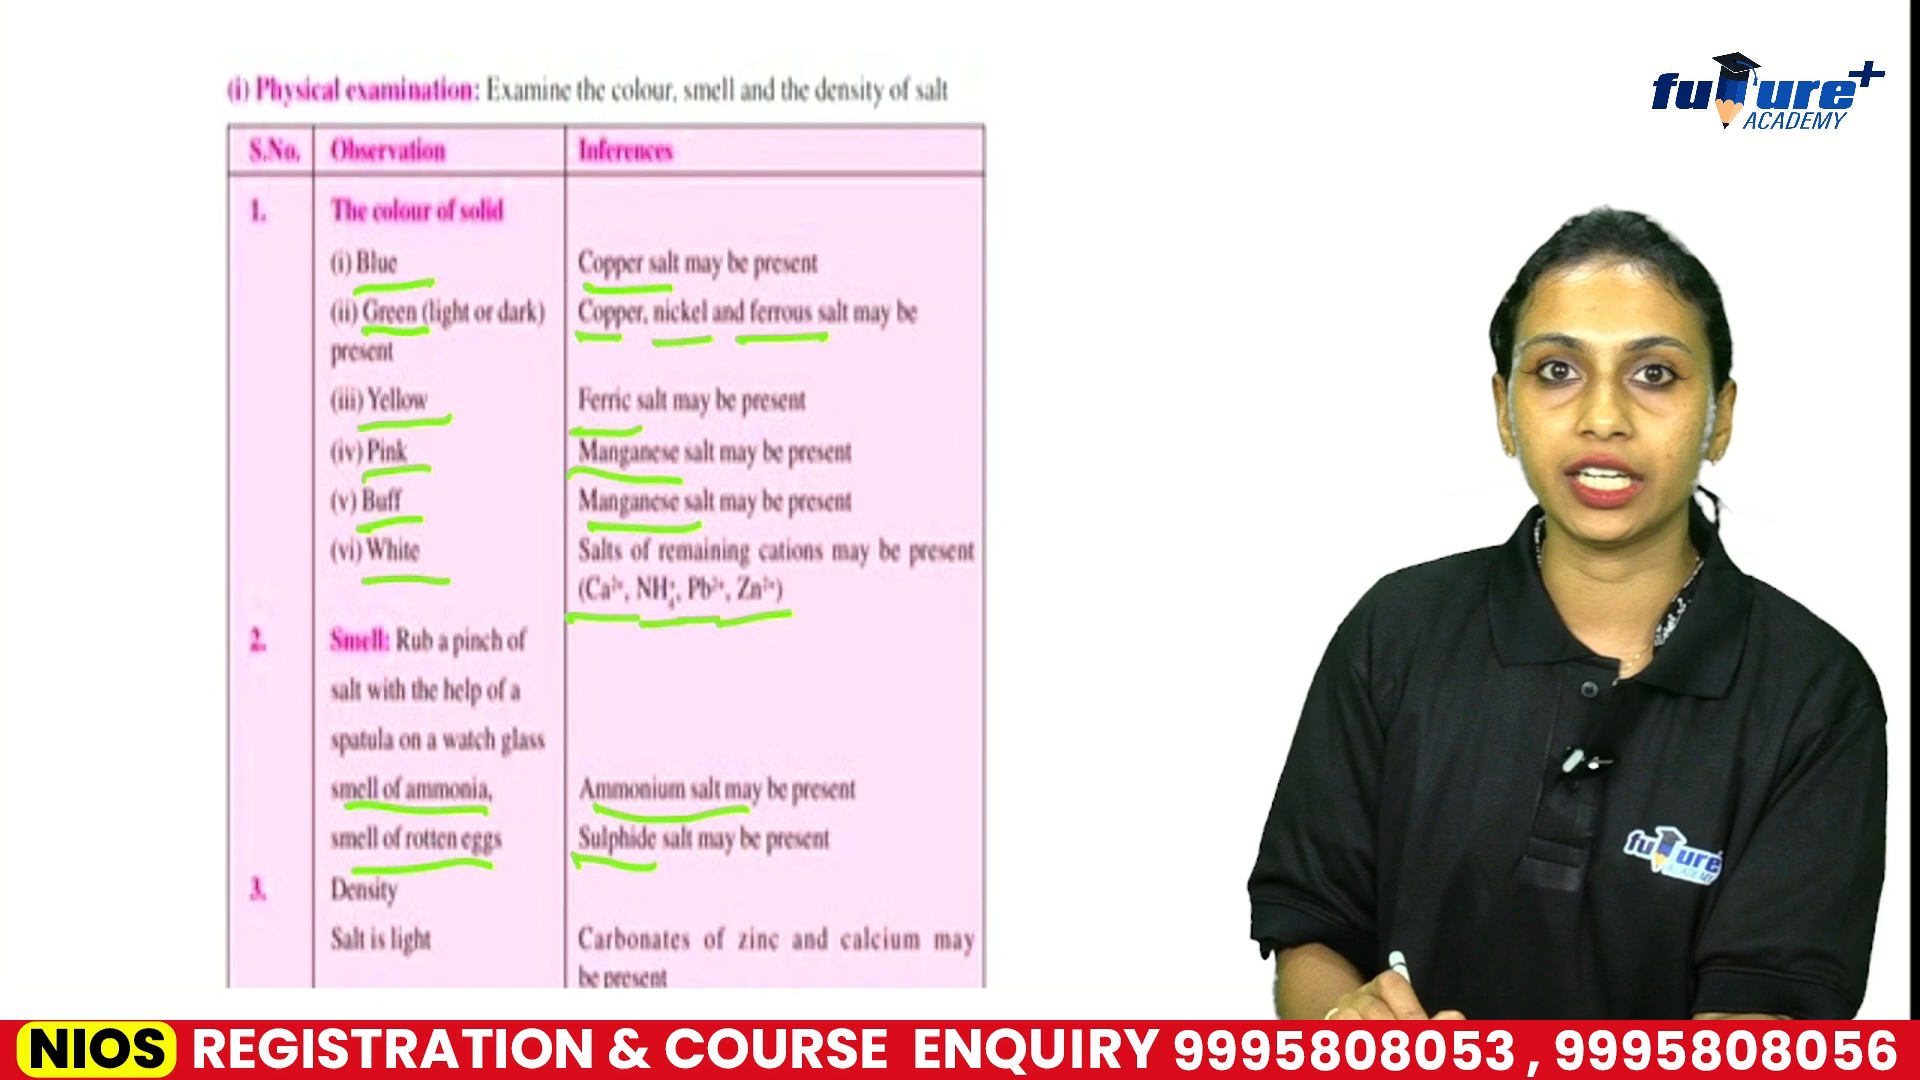 (i) Physical examination: Examine the colour, smell and the density of salt
S.No. Observation Inferences
1. The colour of solid
(i) Blue Copper salt may be present
(ii) Green (light or dark) Copper, nickel and ferrous salt may be
present
(iii) Yellow Ferric salt may be present
(iv) Pink Manganese salt may be present
(v) Buff Manganese salt may be present
(vi) White Salts of remaining cations may be present
(Ca²⁺, NH₄⁺, Pb²⁺, Zn²⁺)
2. Smell: Rub a pinch of
salt with the help of a
spatula on a watch glass
smell of ammonia, Ammonium salt may be present
smell of rotten eggs Sulphide salt may be present
3. Density
Salt is light Carbonates of zinc and calcium may
be present
future+
ACADEMY
future
ACADEMY
NIOS REGISTRATION & COURSE ENQUIRY 9995808053 , 9995808056